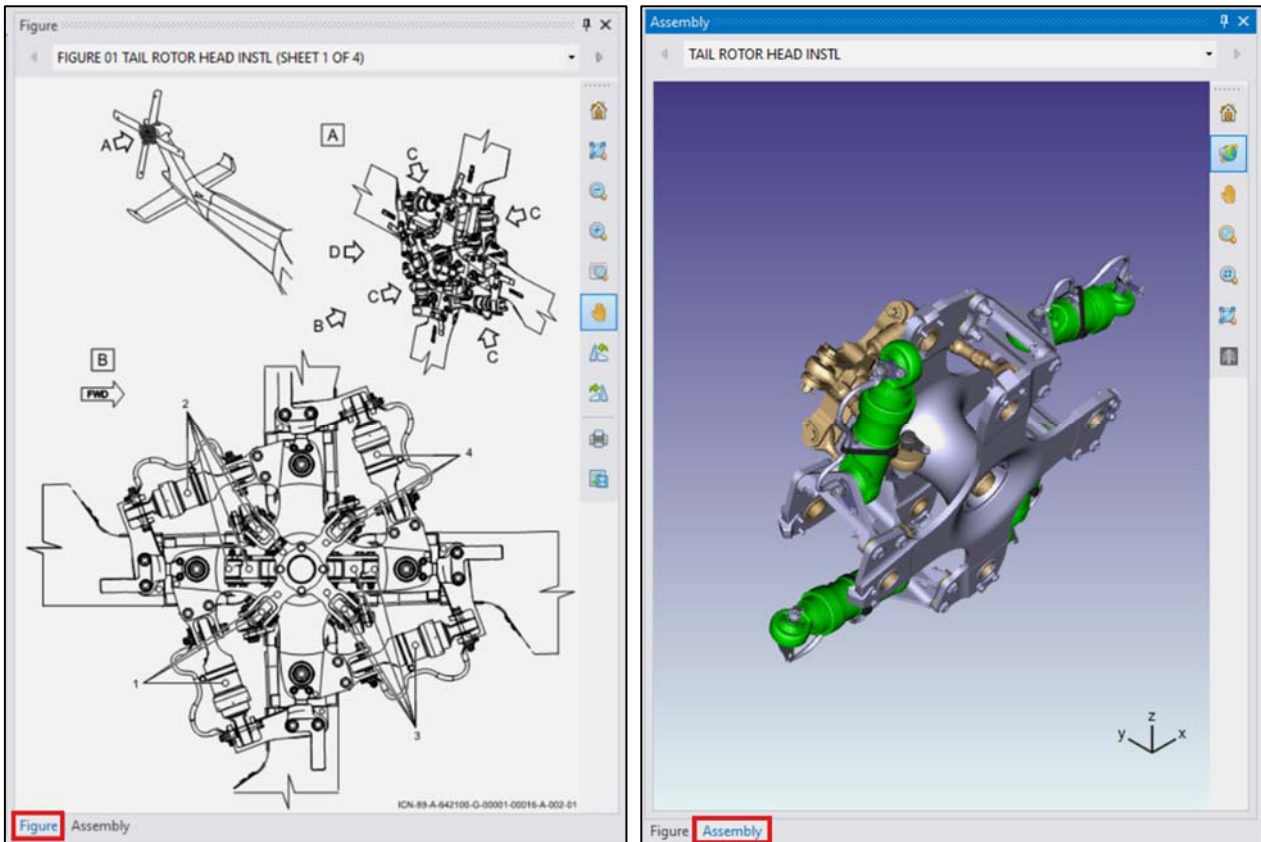 Figure
FIGURE 01 TAIL ROTOR HEAD INSTL (SHEET 1 OF 4)
A
A
C
C
D
C
B
C
B
FWD
2
4
1
3
ICN-89-A-642100-G-00001-00016-A-002-01
Figure Assembly
Assembly
TAIL ROTOR HEAD INSTL
z
y x
Figure Assembly